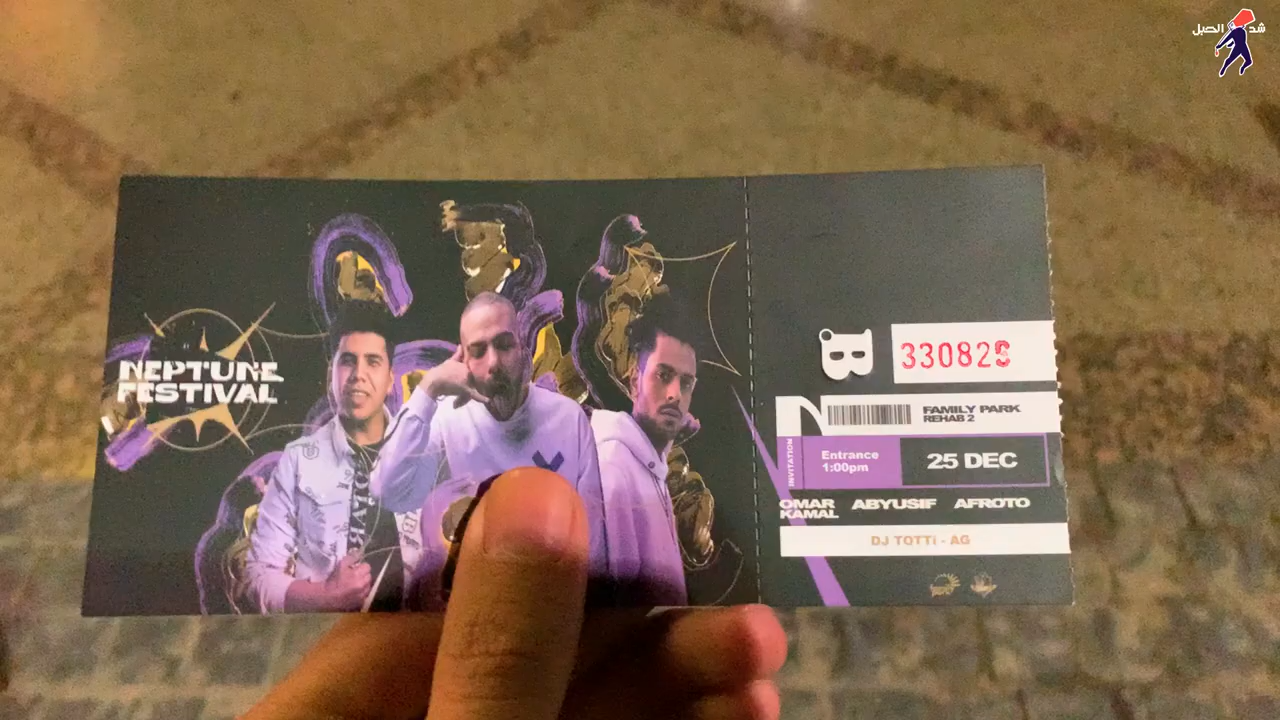 شد الحبل
NEPTUNE
FESTIVAL
B
330829
FAMILY PARK
REHAB 2
INVITATION
Entrance
1:00pm
25 DEC
OMAR
KAMAL
ABYUSIF
AFROTO
DJ TOTTi - AG